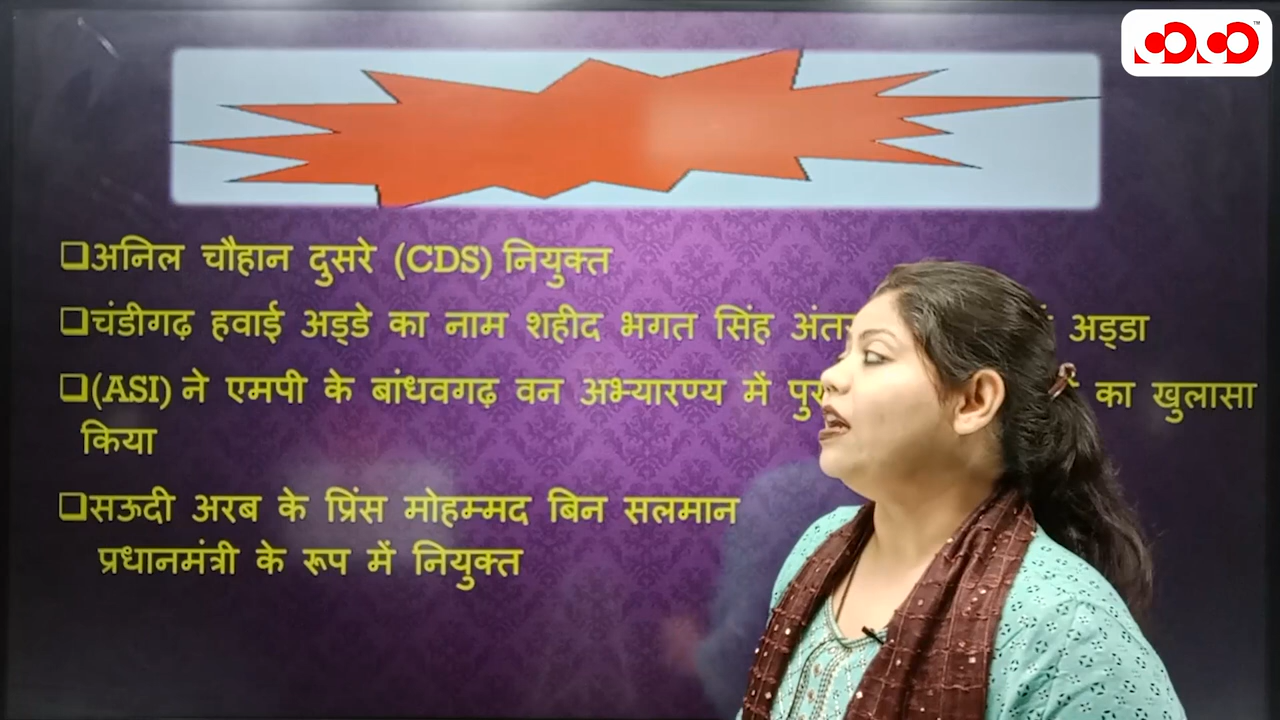 ❑अनिल चौहान दुसरे (CDS) नियुक्त
❑चंडीगढ़ हवाई अड्डे का नाम शहीद भगत सिंह अड्डा
❑(ASI) ने एमपी के बांधवगढ़ वन अभ्यारण्य में का खुलासा
किया
❑सऊदी अरब के प्रिंस मोहम्मद बिन सलमान
प्रधानमंत्री के रूप में नियुक्त